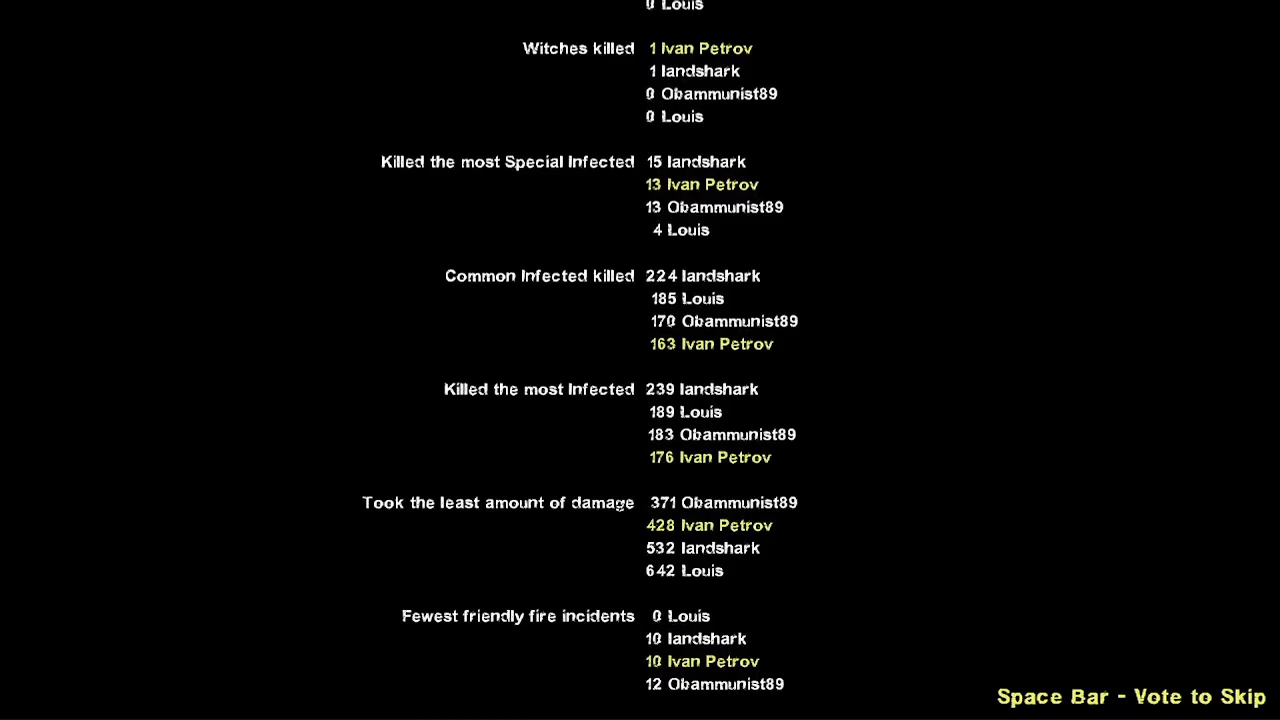 0 Louis
Witches killed 1 Ivan Petrov
1 landshark
0 Obammunist89
0 Louis
Killed the most Special Infected 15 landshark
13 Ivan Petrov
13 Obammunist89
4 Louis
Common Infected killed 224 landshark
185 Louis
170 Obammunist89
163 Ivan Petrov
Killed the most Infected 239 landshark
189 Louis
183 Obammunist89
176 Ivan Petrov
Took the least amount of damage 371 Obammunist89
428 Ivan Petrov
532 landshark
642 Louis
Fewest friendly fire incidents 0 Louis
10 landshark
10 Ivan Petrov
12 Obammunist89
Space Bar - Vote to Skip